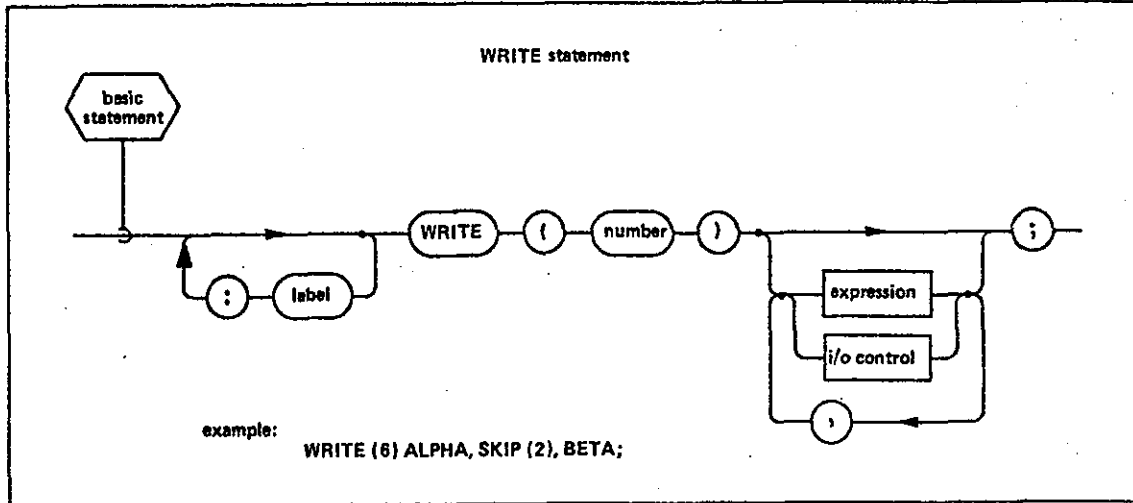 WRITE statement
basic
statement
WRITE ( number ) ;
: label
expression
i/o control
,
example:
WRITE (6) ALPHA, SKIP (2), BETA;